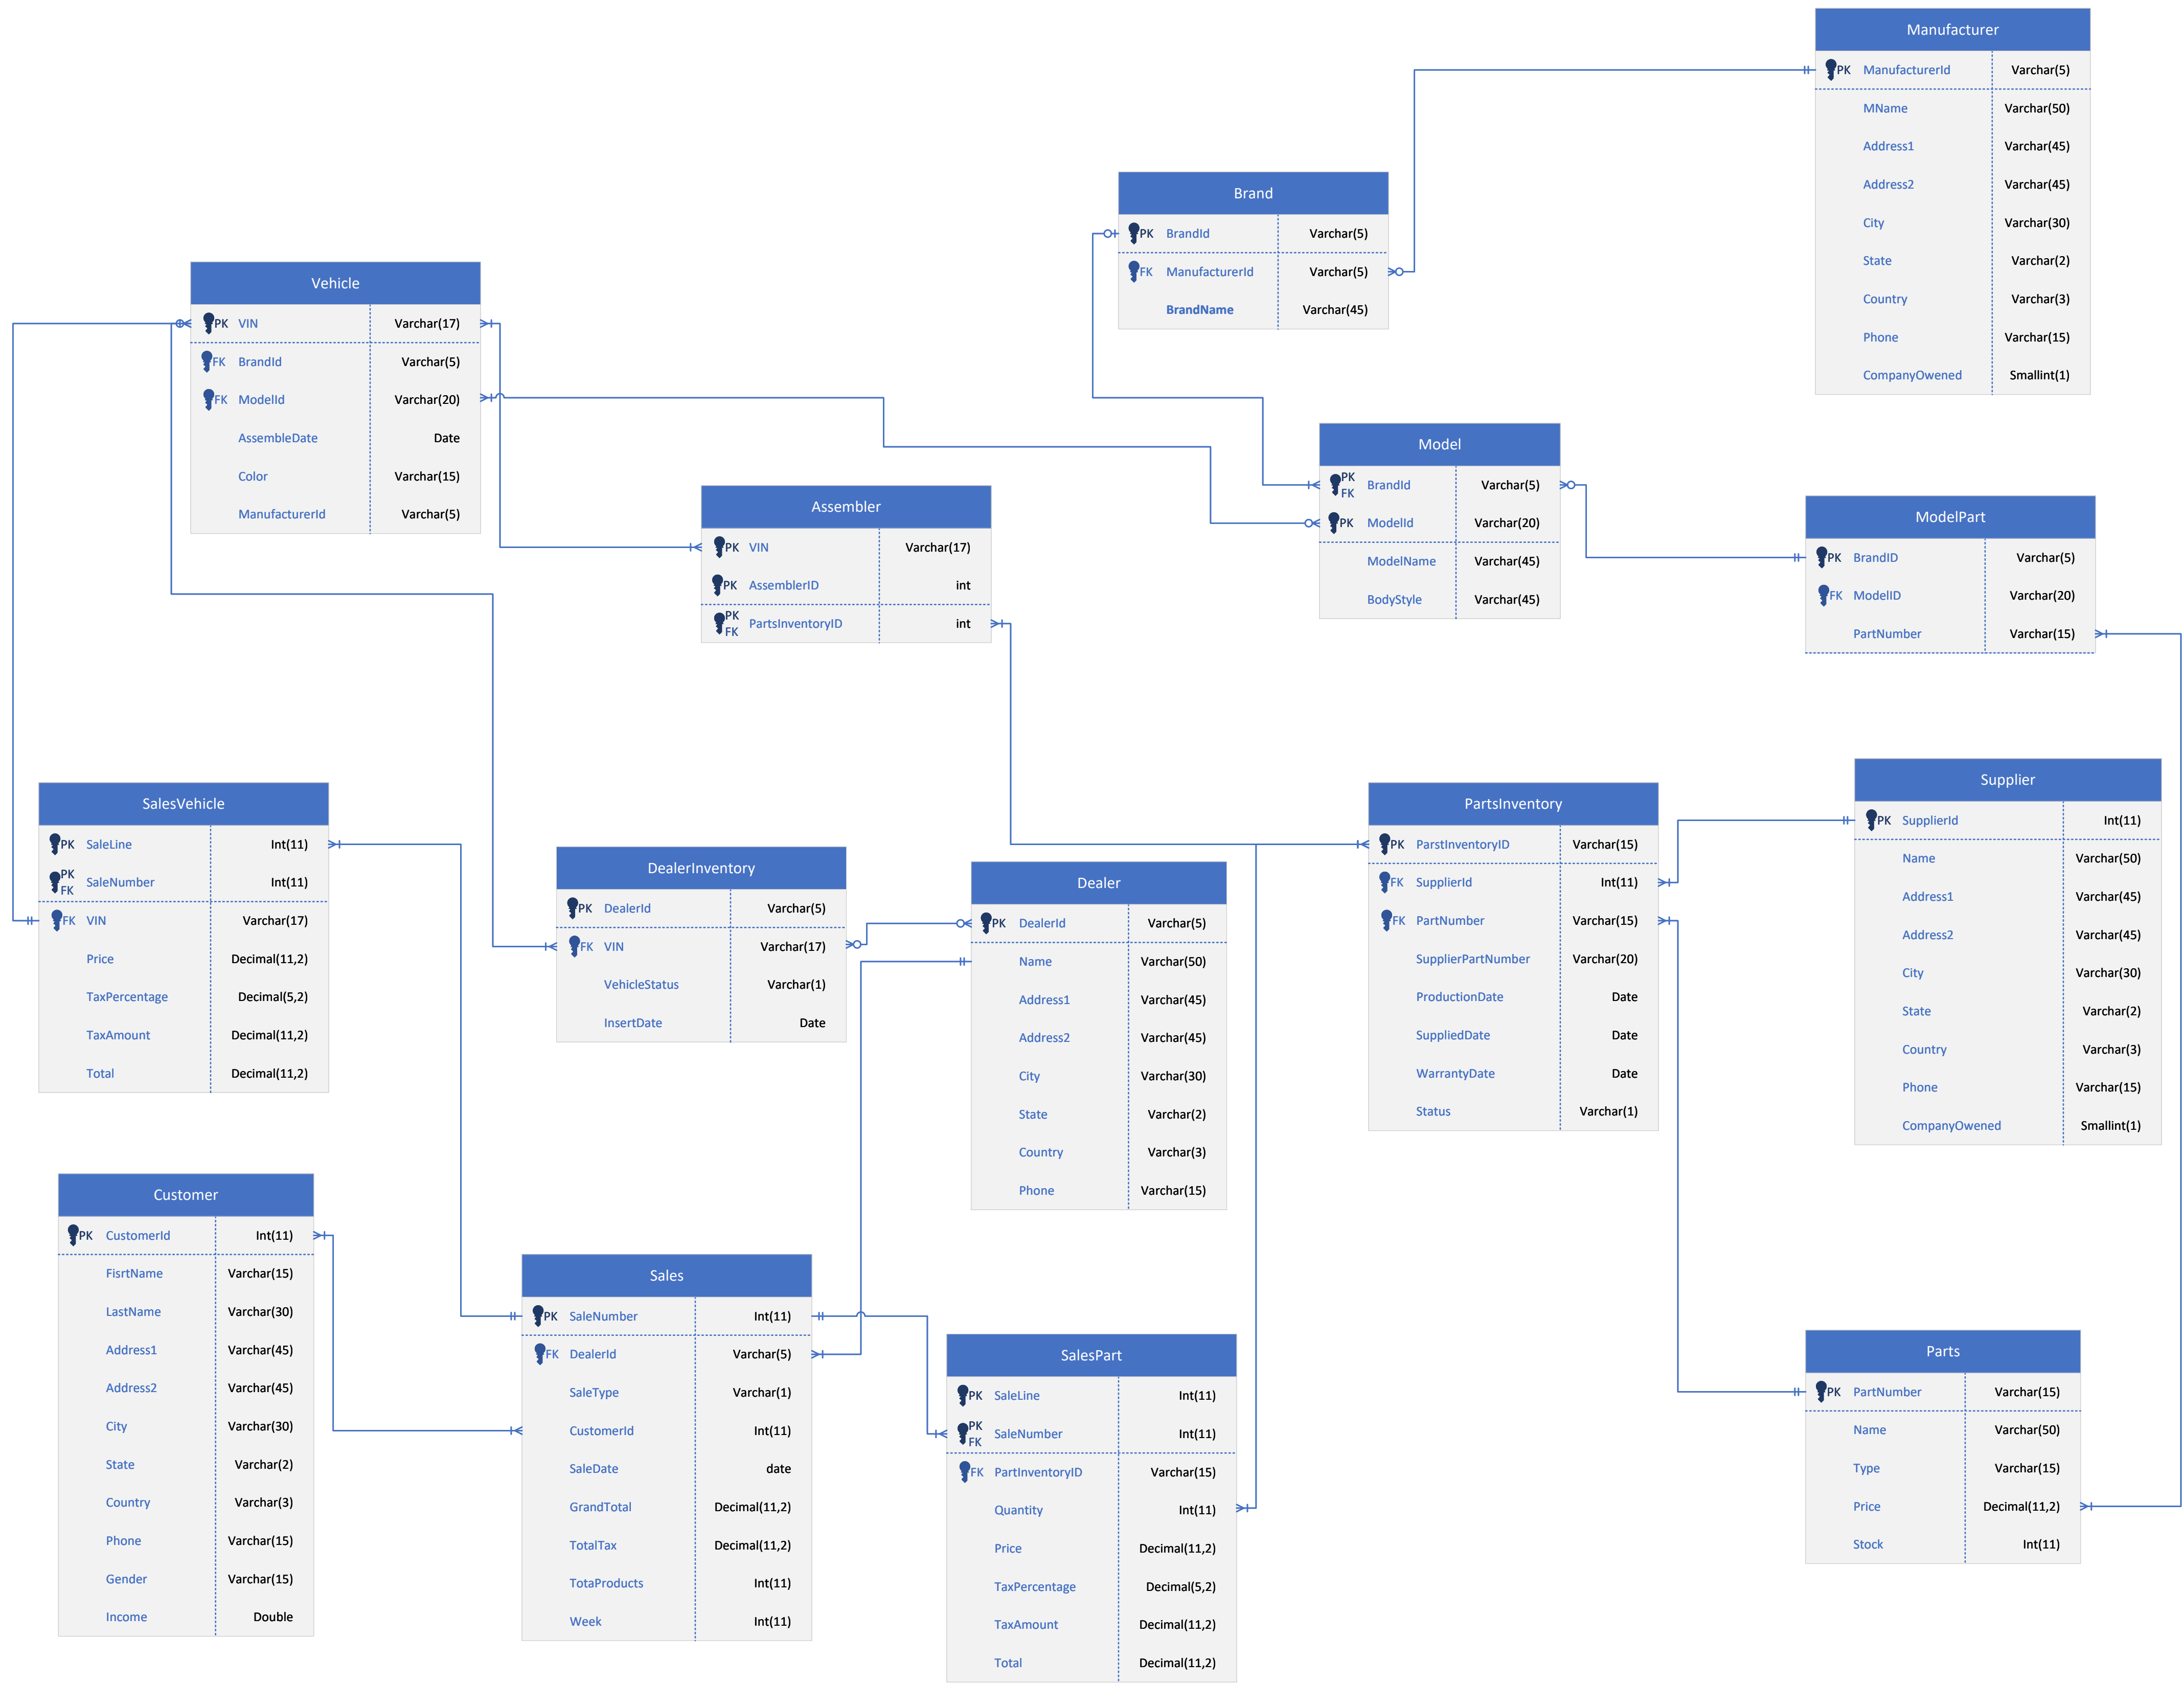 Manufacturer
PK ManufacturerId Varchar(5)
MName Varchar(50)
Address1 Varchar(45)
Address2 Varchar(45)
City Varchar(30)
State Varchar(2)
Country Varchar(3)
Phone Varchar(15)
CompanyOwened Smallint(1)
Brand
PK BrandId Varchar(5)
FK ManufacturerId Varchar(5)
BrandName Varchar(45)
Vehicle
PK VIN Varchar(17)
FK BrandId Varchar(5)
FK ModelId Varchar(20)
AssembleDate Date
Color Varchar(15)
ManufacturerId Varchar(5)
Model
PK FK BrandId Varchar(5)
PK ModelId Varchar(20)
ModelName Varchar(45)
BodyStyle Varchar(45)
Assembler
PK VIN Varchar(17)
PK AssemblerID int
PK FK PartsInventoryID int
ModelPart
PK BrandID Varchar(5)
FK ModelID Varchar(20)
PartNumber Varchar(15)
SalesVehicle
PK SaleLine Int(11)
PK FK SaleNumber Int(11)
FK VIN Varchar(17)
Price Decimal(11,2)
TaxPercentage Decimal(5,2)
TaxAmount Decimal(11,2)
Total Decimal(11,2)
DealerInventory
PK DealerId Varchar(5)
FK VIN Varchar(17)
VehicleStatus Varchar(1)
InsertDate Date
Dealer
PK DealerId Varchar(5)
Name Varchar(50)
Address1 Varchar(45)
Address2 Varchar(45)
City Varchar(30)
State Varchar(2)
Country Varchar(3)
Phone Varchar(15)
PartsInventory
PK ParstInventoryID Varchar(15)
FK SupplierId Int(11)
FK PartNumber Varchar(15)
SupplierPartNumber Varchar(20)
ProductionDate Date
SuppliedDate Date
WarrantyDate Date
Status Varchar(1)
Supplier
PK SupplierId Int(11)
Name Varchar(50)
Address1 Varchar(45)
Address2 Varchar(45)
City Varchar(30)
State Varchar(2)
Country Varchar(3)
Phone Varchar(15)
CompanyOwened Smallint(1)
Customer
PK CustomerId Int(11)
FisrtName Varchar(15)
LastName Varchar(30)
Address1 Varchar(45)
Address2 Varchar(45)
City Varchar(30)
State Varchar(2)
Country Varchar(3)
Phone Varchar(15)
Gender Varchar(15)
Income Double
Sales
PK SaleNumber Int(11)
FK DealerId Varchar(5)
SaleType Varchar(1)
CustomerId Int(11)
SaleDate date
GrandTotal Decimal(11,2)
TotalTax Decimal(11,2)
TotaProducts Int(11)
Week Int(11)
SalesPart
PK SaleLine Int(11)
PK FK SaleNumber Int(11)
FK PartInventoryID Varchar(15)
Quantity Int(11)
Price Decimal(11,2)
TaxPercentage Decimal(5,2)
TaxAmount Decimal(11,2)
Total Decimal(11,2)
Parts
PK PartNumber Varchar(15)
Name Varchar(50)
Type Varchar(15)
Price Decimal(11,2)
Stock Int(11)